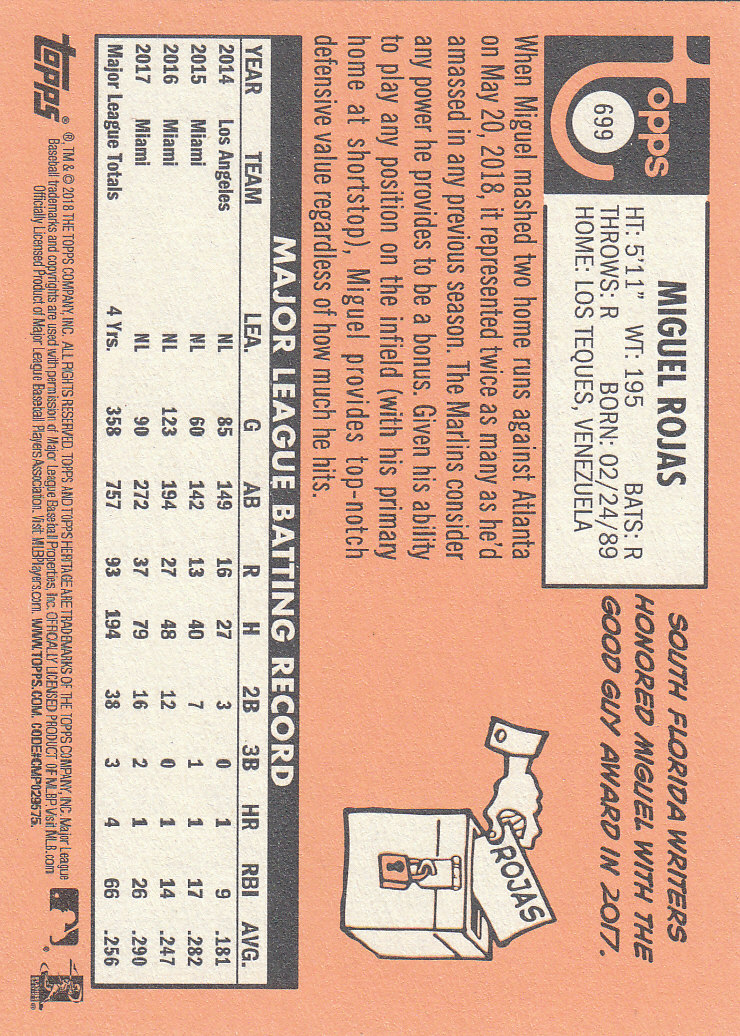 topps
699
MIGUEL ROJAS
HT: 5'11" WT: 195 BATS: R
THROWS: R BORN: 02/24/89
HOME: LOS TEQUES, VENEZUELA
When Miguel mashed two home runs against Atlanta
on May 20, 2018, it represented twice as many as he'd
amassed in any previous season. The Marlins consider
any power he provides to be a bonus. Given his ability
to play any position on the infield (with his primary
home at shortstop), Miguel provides top-notch
defensive value regardless of how much he hits.
SOUTH FLORIDA WRITERS
HONORED MIGUEL WITH THE
GOOD GUY AWARD IN 2017.
ROJAS
MAJOR LEAGUE BATTING RECORD
YEAR TEAM LEA. G AB R H 2B 3B HR RBI AVG.
2014 Los Angeles NL 85 149 16 27 3 0 1 9 .181
2015 Miami NL 60 142 13 40 7 1 1 17 .282
2016 Miami NL 123 194 27 48 12 0 1 14 .247
2017 Miami NL 90 272 37 79 16 2 1 26 .290
Major League Totals 4 Yrs. 358 757 93 194 38 3 4 66 .256
topps ®, TM & © 2018 THE TOPPS COMPANY, INC. ALL RIGHTS RESERVED. TOPPS AND TOPPS HERITAGE ARE TRADEMARKS OF THE TOPPS COMPANY, INC. Major League
Baseball trademarks and copyrights are used with permission of Major League Baseball Properties, Inc. OFFICIALLY LICENSED PRODUCT OF MLBP Visit MLB.com
Officially Licensed Product of Major League Baseball Players Association. Visit MLBPlayers.com. WWW.TOPPS.COM. CODE#CMP029575.